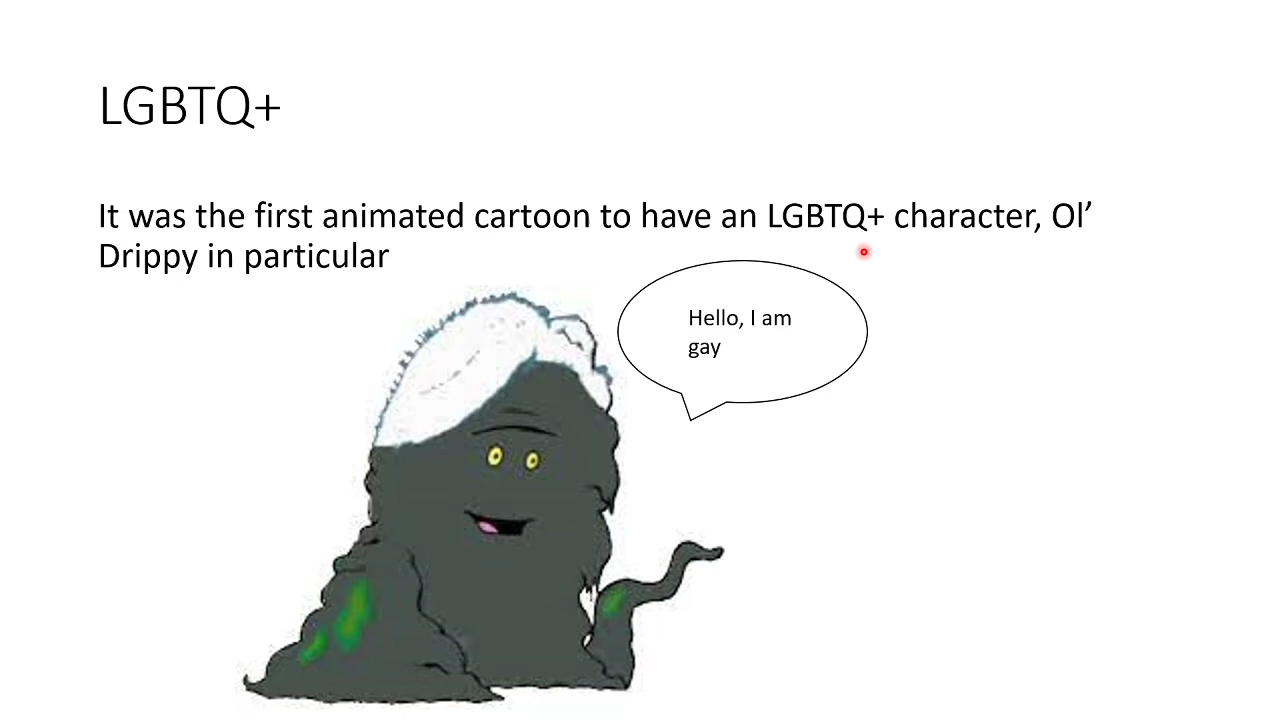 LGBTQ+
It was the first animated cartoon to have an LGBTQ+ character, Ol’
Drippy in particular
Hello, I am
gay